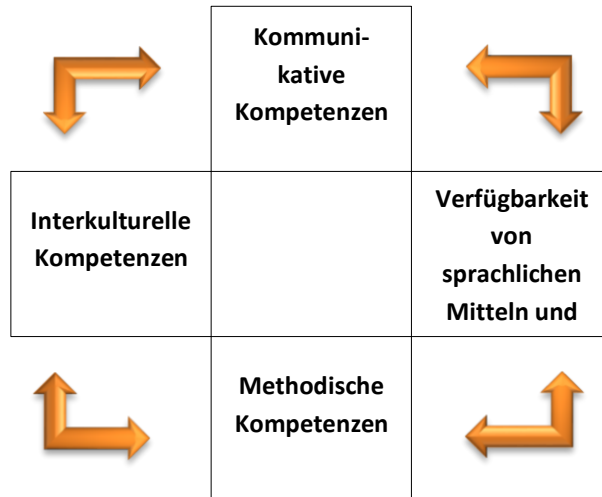 Kommuni-
kative
Kompetenzen
Interkulturelle
Kompetenzen
Verfügbarkeit
von
sprachlichen
Mitteln und
Methodische
Kompetenzen